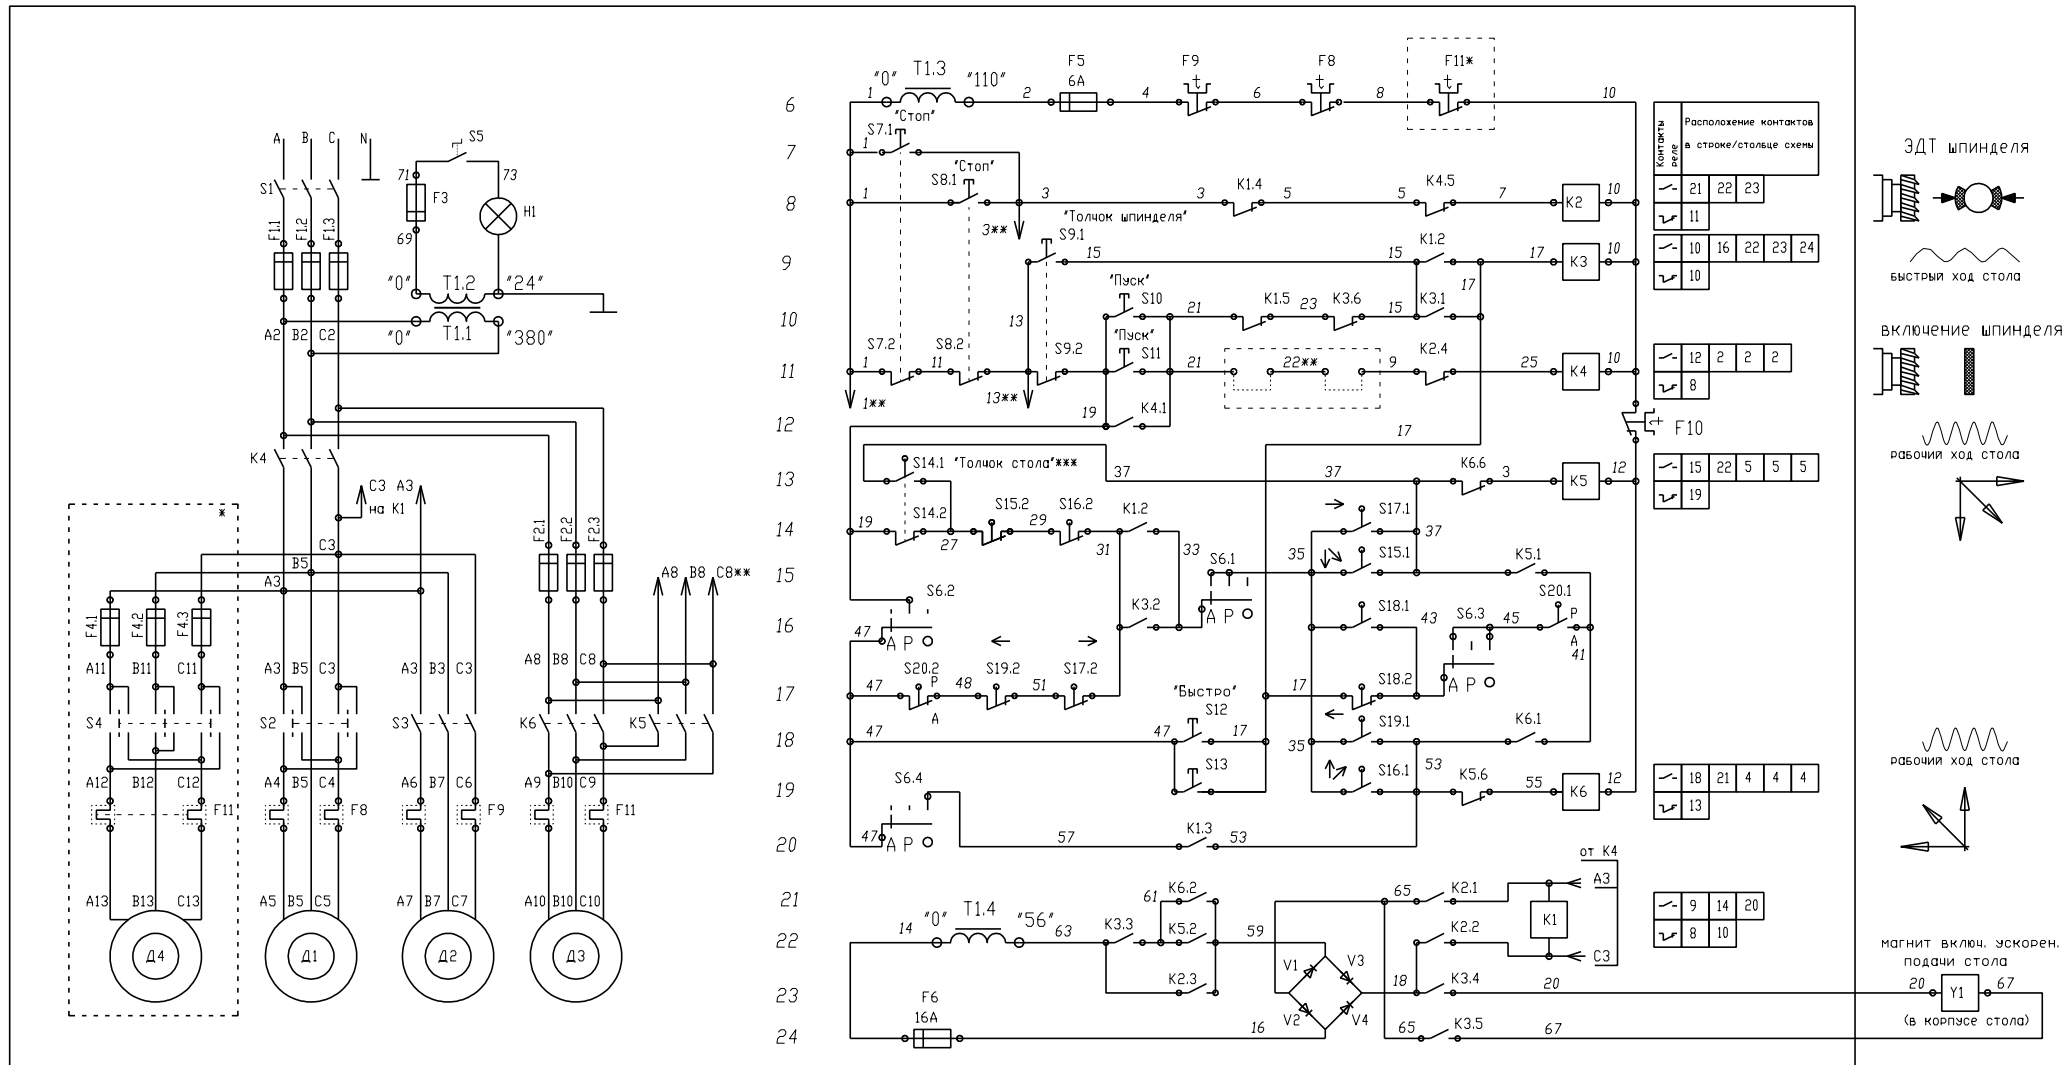 A B C N S5
71 73
S1 F3 H1
F1.1 F1.2 F1.3
69
"0" T1.2 "24"
A2 B2 C2 "0" T1.1 "380"
K4
C3 A3
на K1
*
F2.1 F2.2 F2.3
C3
B5
A3
A8 B8 C8**
F4.1 F4.2 F4.3
A11 B11 C11 A3 B5 C3 A3 B3 C3 A8 B8 C8
S4 S2 S3 K6 K5
A12 B12 C12 A4 B5 C4 A6 B7 C6 A9 B10 C9
F11 F8 F9 F11
A13 B13 C13 A5 B5 C5 A7 B7 C7 A10 B10 C10
Д4 Д1 Д2 Д3
6 1 "0" T1.3 "110" 2 F5 6A 4 F9 6 F8 8 F11* 10
"Стоп"
7 1 S7.1
"Стоп"
8 1 S8.1 3 3 K1.4 5 5 K4.5 7 K2 10
3** "Толчок шпинделя"
9 S9.1 15 15 K1.2 17 K3 10
"Пуск" 17
10 13 S10 21 K1.5 23 K3.6 15 K3.1
"Пуск"
11 1 S7.2 11 S8.2 S9.2 S11 21 22** 9 K2.4 25 K4 10
1** 13**
12 19 K4.1 17 F10
13 S14.1 "Толчок стола"*** 37 37 K6.6 3 K5 12
14 19 S14.2 27 S15.2 29 S16.2 31 K1.2 33 S17.1 37
15 S6.2 S6.1 35 S15.1 K5.1
16 47 A P O K3.2 A P O S18.1 43 S6.3 45 S20.1 P A 41
17 47 S20.2 P A 48 S19.2 51 S17.2 17 S18.2 A P O
"Быстро"
18 47 47 S12 17 35 S19.1 K6.1
19 S6.4 S13 S16.1 53 K5.6 55 K6 12
20 47 A P O 57 K1.3 53
от K4
21 61 K6.2 65 K2.1 A3
22 14 "0" T1.4 "56" 63 K3.3 K5.2 59 K2.2 K1 C3
23 K2.3 V1 V3 18 K3.4 20
24 F6 16A 16 V2 V4 65 K3.5 67
Контакты реле
Расположение контактов
в строке/столбце схемы
21 22 23
11
10 16 22 23 24
10
12 2 2 2
8
15 22 5 5 5
19
18 21 4 4 4
13
9 14 20
8 10
ЭДТ шпинделя
быстрый ход стола
включение шпинделя
рабочий ход стола
рабочий ход стола
магнит включ. ускорен.
подачи стола
20 Y1 67
(в корпусе стола)